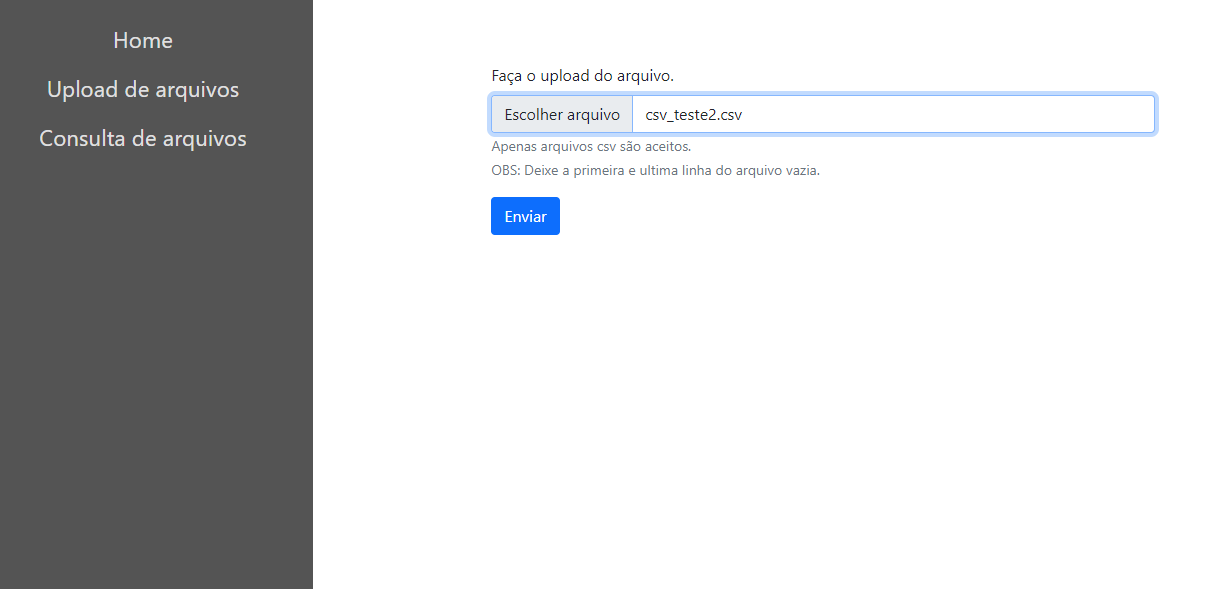 Home
Upload de arquivos
Consulta de arquivos
Faça o upload do arquivo.
Escolher arquivo csv_teste2.csv
Apenas arquivos csv são aceitos.
OBS: Deixe a primeira e ultima linha do arquivo vazia.
Enviar